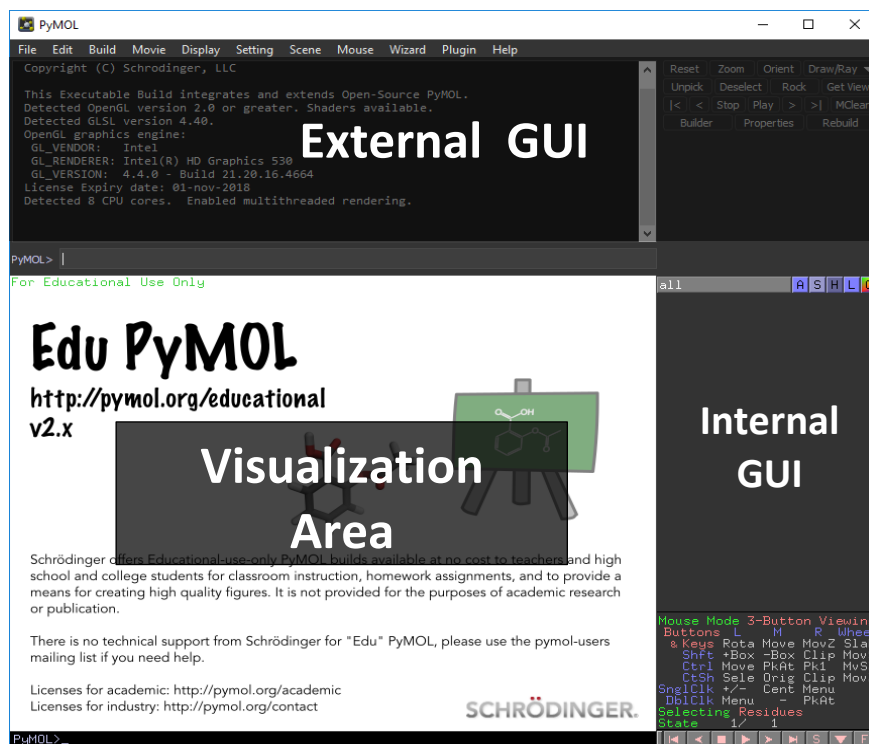 PyMOL
File Edit Build Movie Display Setting Scene Mouse Wizard Plugin Help
Copyright (C) Schrodinger, LLC
This Executable Build integrates and extends Open-Source PyMOL.
Detected OpenGL version 2.0 or greater. Shaders available.
Detected GLSL version 4.40.
OpenGL graphics engine:
GL_VENDOR: Intel
GL_RENDERER: Intel(R) HD Graphics 530
GL_VERSION: 4.4.0 - Build 21.20.16.4664
License Expiry date: 01-nov-2018
Detected 8 CPU cores. Enabled multithreaded rendering.
External GUI
Reset Zoom Orient Draw/Ray
Unpick Deselect Rock Get View
|< < Stop Play > >| MClear
Builder Properties Rebuild
PyMOL>
For Educational Use Only
all A S H L
Edu PyMOL
http://pymol.org/educational
v2.x
OH
O
O
Visualization
Area
Internal
GUI
Schrödinger offers Educational-use-only PyMOL builds available at no cost to teachers and high
school and college students for classroom instruction, homework assignments, and to provide a
means for creating high quality figures. It is not provided for the purposes of academic research
or publication.
There is no technical support from Schrödinger for "Edu" PyMOL, please use the pymol-users
mailing list if you need help.
Licenses for academic: http://pymol.org/academic
Licenses for industry: http://pymol.org/contact
SCHRÖDINGER.
Mouse Mode 3-Button Viewin
Buttons L M R Whee
& Keys Rota Move MovZ Sla
Shft +Box -Box Clip Mov
Ctrl Move PkAt Pk1 MvS
CtSh Sele Orig Clip Mov
SnglClk +/- Cent Menu
DblClk Menu - PkAt
Selecting Residues
State 1/ 1
PyMOL>_
S F